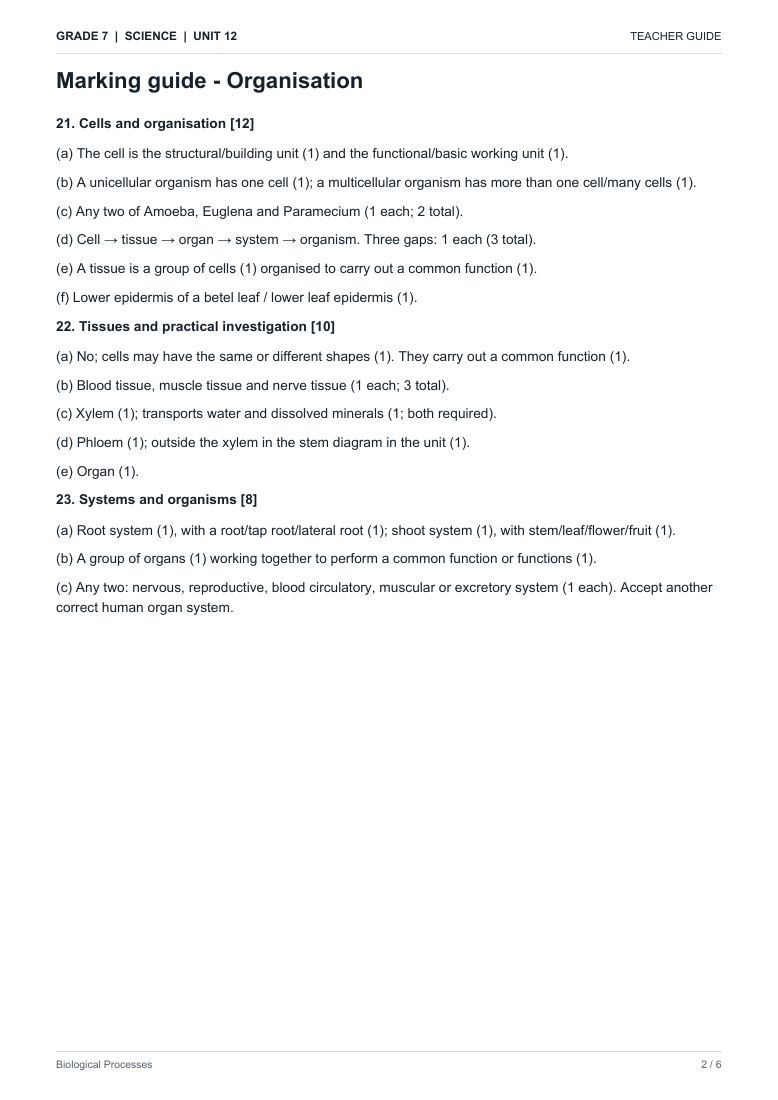 GRADE 7 | SCIENCE | UNIT 12
TEACHER GUIDE
Marking guide - Organisation
21. Cells and organisation [12]
(a) The cell is the structural/building unit (1) and the functional/basic working unit (1).
(b) A unicellular organism has one cell (1); a multicellular organism has more than one cell/many cells (1).
(c) Any two of Amoeba, Euglena and Paramecium (1 each; 2 total).
(d) Cell → tissue → organ → system → organism. Three gaps: 1 each (3 total).
(e) A tissue is a group of cells (1) organised to carry out a common function (1).
(f) Lower epidermis of a betel leaf / lower leaf epidermis (1).
22. Tissues and practical investigation [10]
(a) No; cells may have the same or different shapes (1). They carry out a common function (1).
(b) Blood tissue, muscle tissue and nerve tissue (1 each; 3 total).
(c) Xylem (1); transports water and dissolved minerals (1; both required).
(d) Phloem (1); outside the xylem in the stem diagram in the unit (1).
(e) Organ (1).
23. Systems and organisms [8]
(a) Root system (1), with a root/tap root/lateral root (1); shoot system (1), with stem/leaf/flower/fruit (1).
(b) A group of organs (1) working together to perform a common function or functions (1).
(c) Any two: nervous, reproductive, blood circulatory, muscular or excretory system (1 each). Accept another
correct human organ system.
Biological Processes
2 / 6